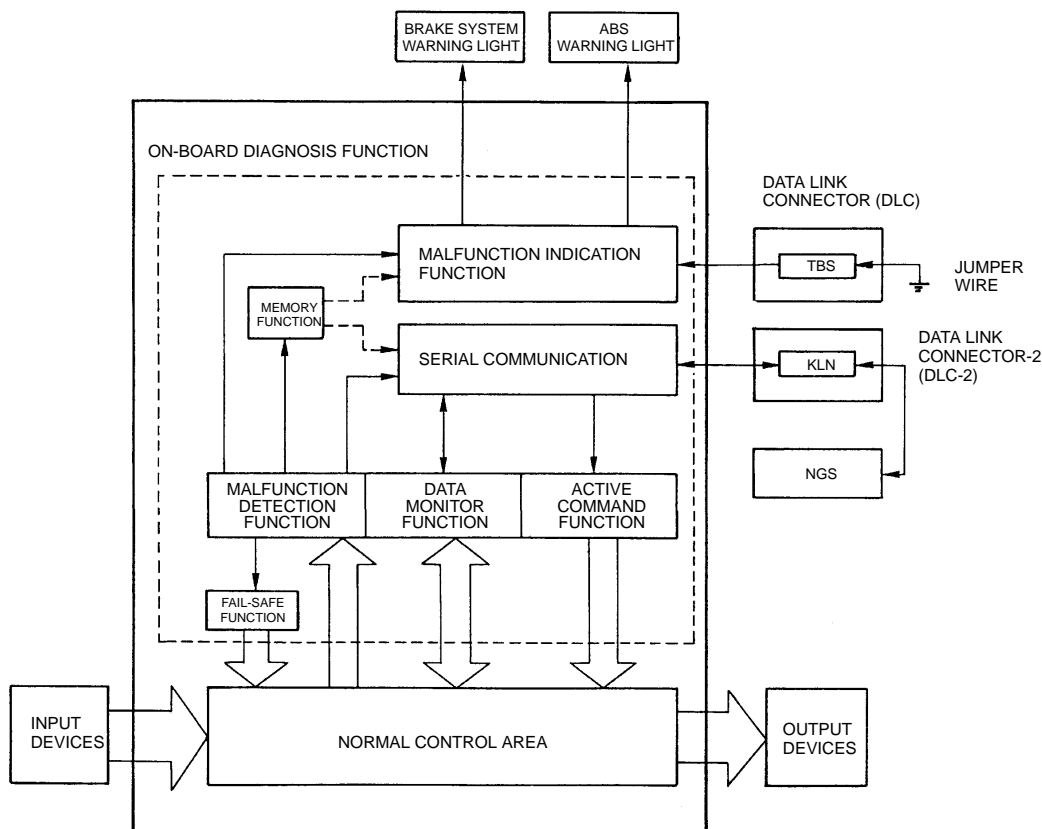 BRAKE SYSTEM
WARNING LIGHT
ABS
WARNING LIGHT
ON-BOARD DIAGNOSIS FUNCTION
DATA LINK
CONNECTOR (DLC)
MALFUNCTION INDICATION
FUNCTION
TBS
JUMPER
WIRE
MEMORY
FUNCTION
SERIAL COMMUNICATION
KLN
DATA LINK
CONNECTOR-2
(DLC-2)
NGS
MALFUNCTION
DETECTION
FUNCTION
DATA
MONITOR
FUNCTION
ACTIVE
COMMAND
FUNCTION
FAIL-SAFE
FUNCTION
INPUT
DEVICES
NORMAL CONTROL AREA
OUTPUT
DEVICES